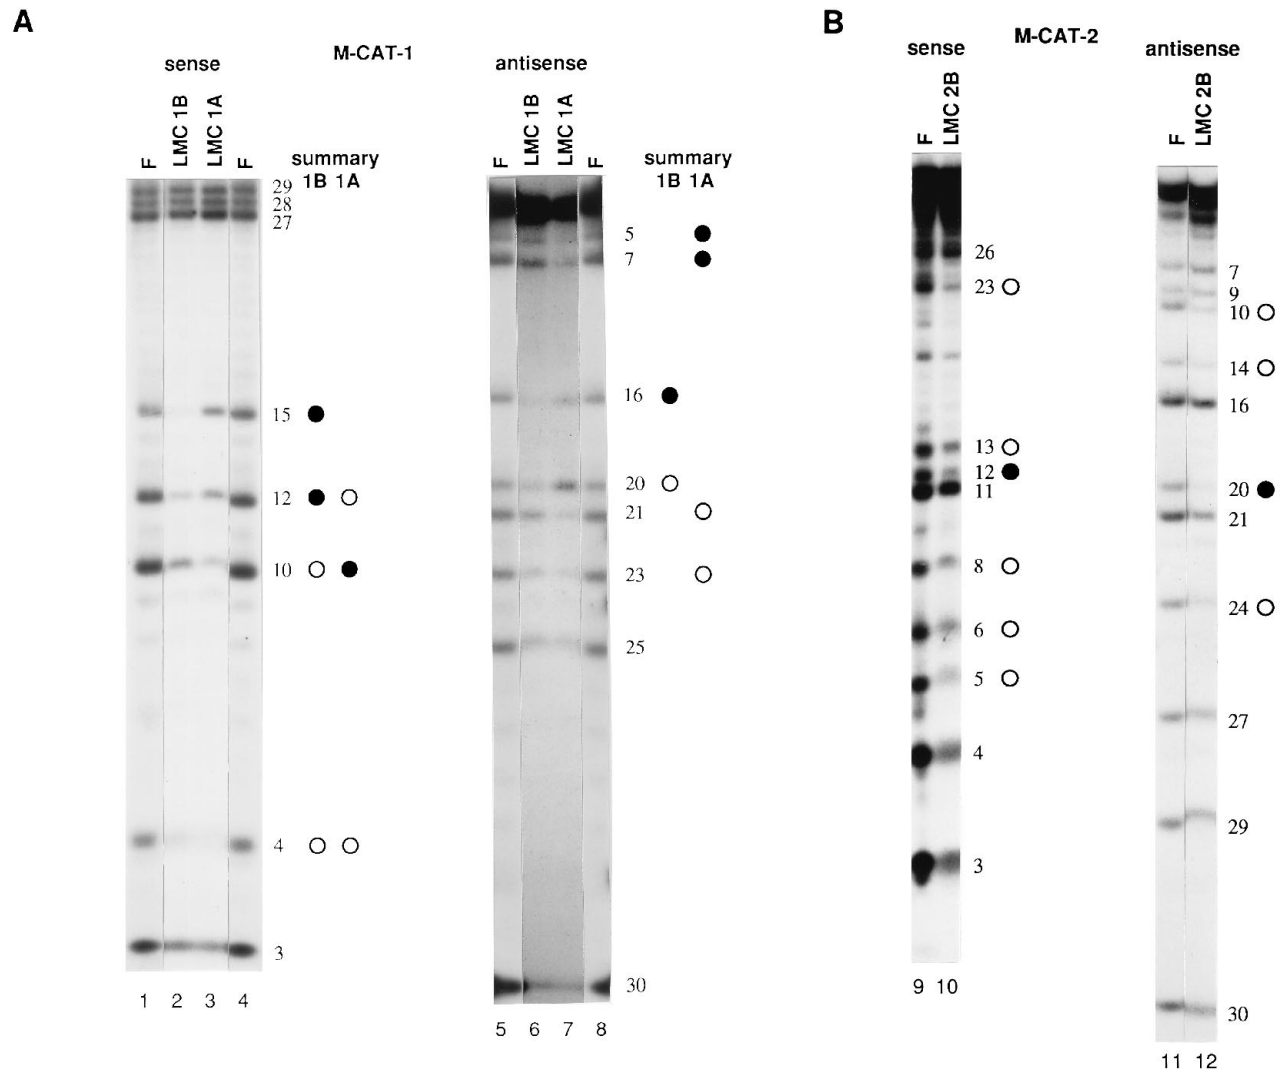 A
M-CAT-1
sense
antisense
F
LMC 1B
LMC 1A
F
summary
1B 1A
29
28
27
15
12
10
4
3
1 2 3 4
F
LMC 1B
LMC 1A
F
summary
1B 1A
5
7
16
20
21
23
25
30
5 6 7 8
B
M-CAT-2
sense
antisense
F
LMC 2B
26
23
13
12
11
8
6
5
4
3
9 10
F
LMC 2B
7
9
10
14
16
20
21
24
27
29
30
11 12